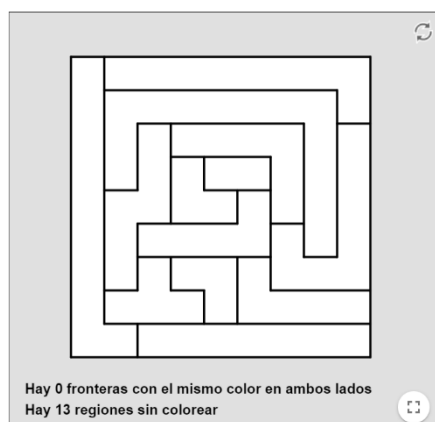 Hay 0 fronteras con el mismo color en ambos lados
Hay 13 regiones sin colorear